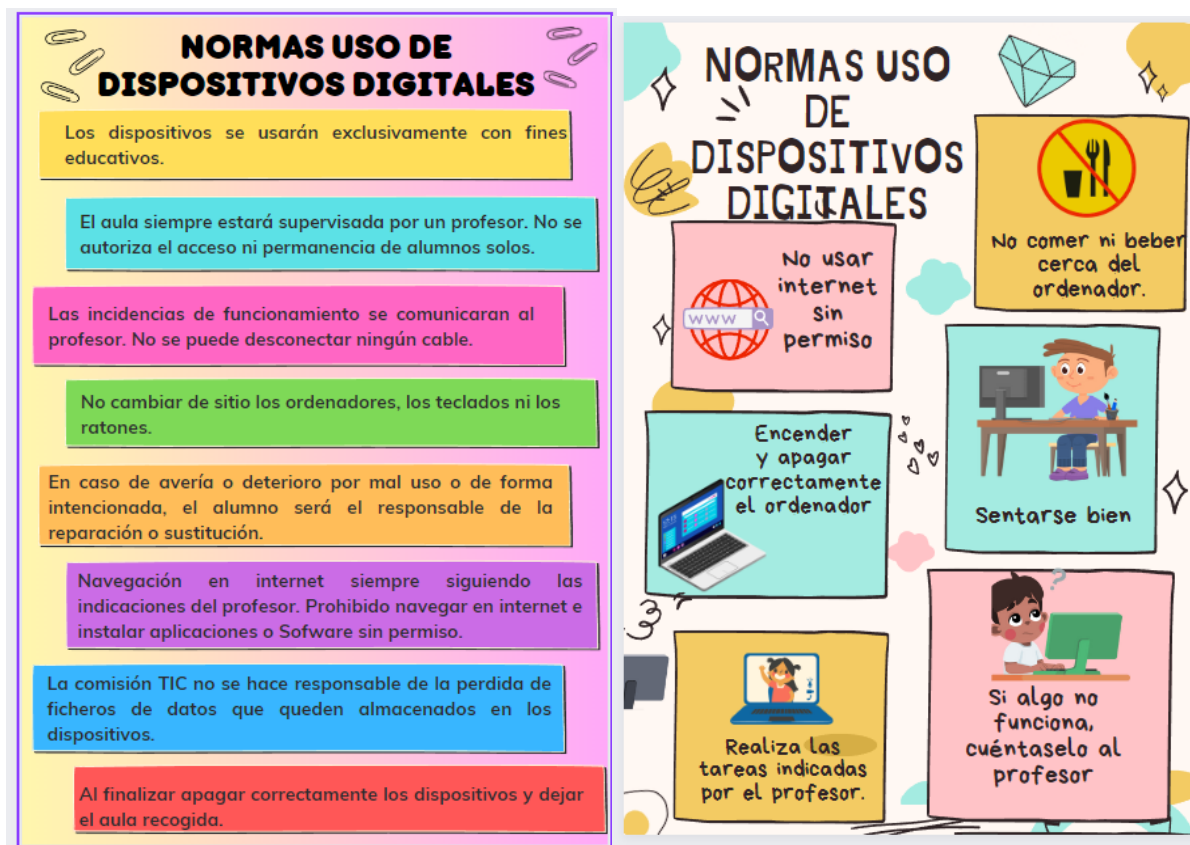 NORMAS USO DE
DISPOSITIVOS DIGITALES
Los dispositivos se usarán exclusivamente con fines
educativos.
El aula siempre estará supervisada por un profesor. No se
autoriza el acceso ni permanencia de alumnos solos.
Las incidencias de funcionamiento se comunicaran al
profesor. No se puede desconectar ningún cable.
No cambiar de sitio los ordenadores, los teclados ni los
ratones.
En caso de avería o deterioro por mal uso o de forma
intencionada, el alumno será el responsable de la
reparación o sustitución.
Navegación en internet siempre siguiendo las
indicaciones del profesor. Prohibido navegar en internet e
instalar aplicaciones o Sofware sin permiso.
La comisión TIC no se hace responsable de la perdida de
ficheros de datos que queden almacenados en los
dispositivos.
Al finalizar apagar correctamente los dispositivos y dejar
el aula recogida.
NORMAS USO
DE
DISPOSITIVOS
DIGITALES
No comer ni beber
cerca del
ordenador.
No usar
internet
sin
permiso
www
Sentarse bien
Encender
y apagar
correctamente
el ordenador
?
Si algo no
funciona,
cuéntaselo al
profesor
Realiza las
tareas indicadas
por el profesor.